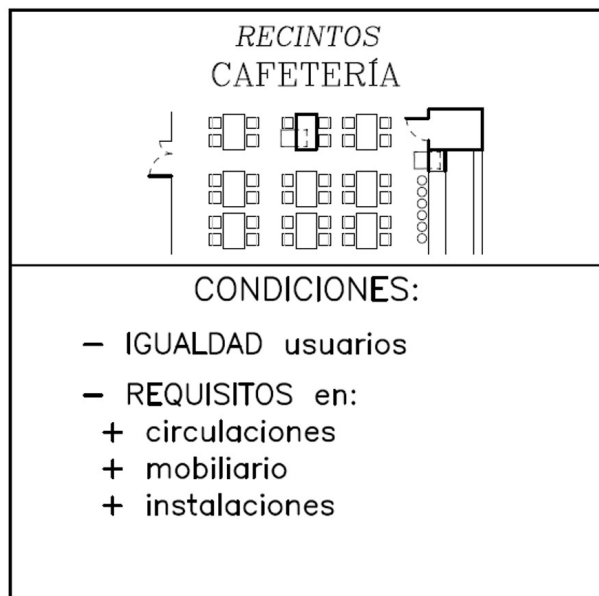 RECINTOS
CAFETERÍA
CONDICIONES:
– IGUALDAD usuarios
– REQUISITOS en:
+ circulaciones
+ mobiliario
+ instalaciones